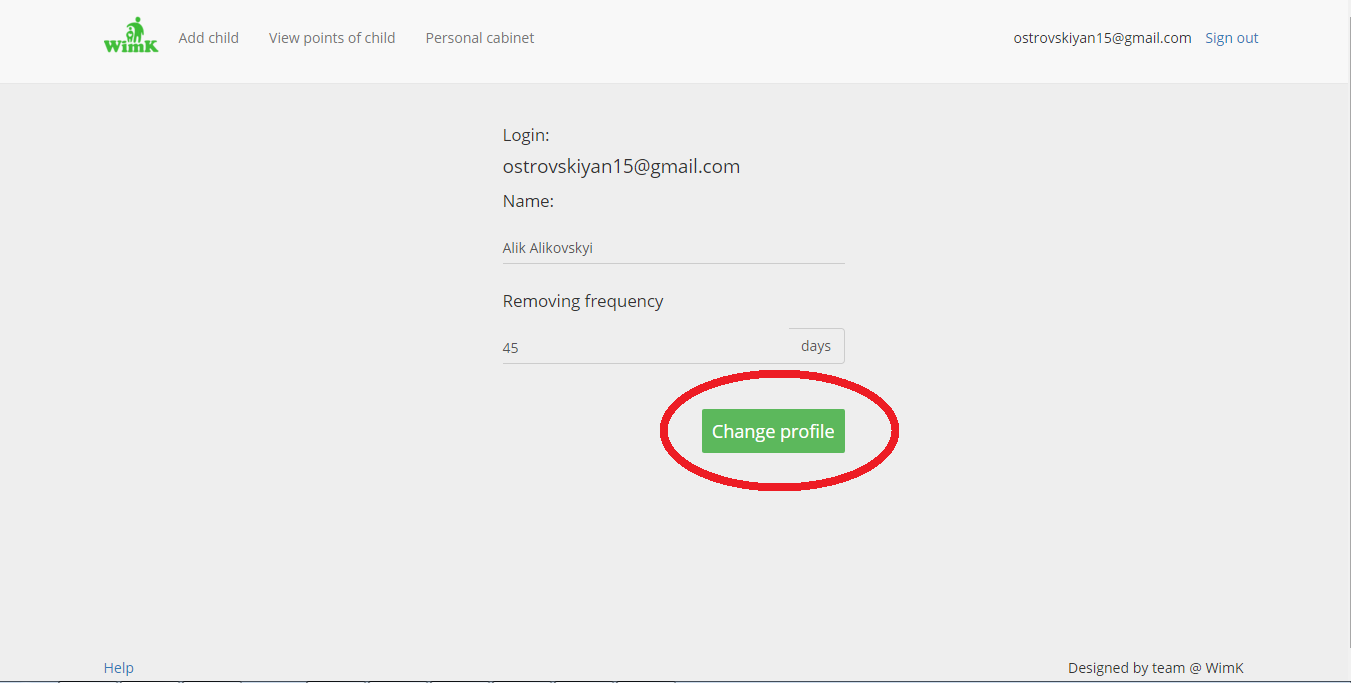 WimK Add child View points of child Personal cabinet ostrovskiyan15@gmail.com Sign out
Login:
ostrovskiyan15@gmail.com
Name:
Alik Alikovskyi
Removing frequency
45 days
Change profile
Help Designed by team @ WimK